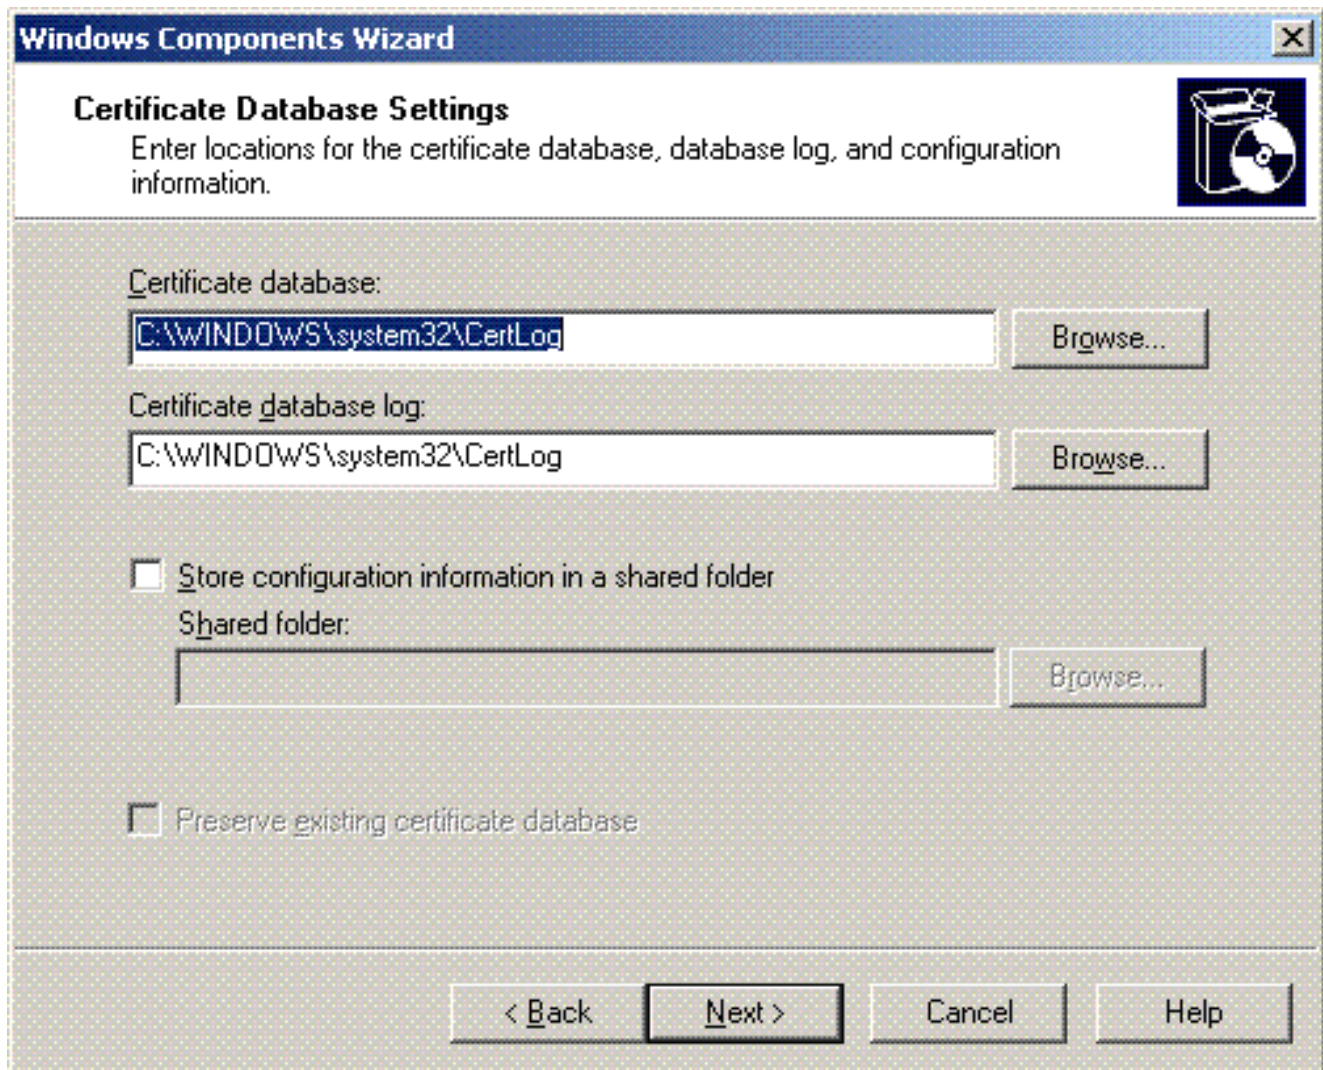 Windows Components Wizard
Certificate Database Settings
Enter locations for the certificate database, database log, and configuration
information.
Certificate database:
C:\WINDOWS\system32\CertLog
Browse...
Certificate database log:
C:\WINDOWS\system32\CertLog
Browse...
Store configuration information in a shared folder
Shared folder:
Browse...
Preserve existing certificate database
< Back
Next >
Cancel
Help